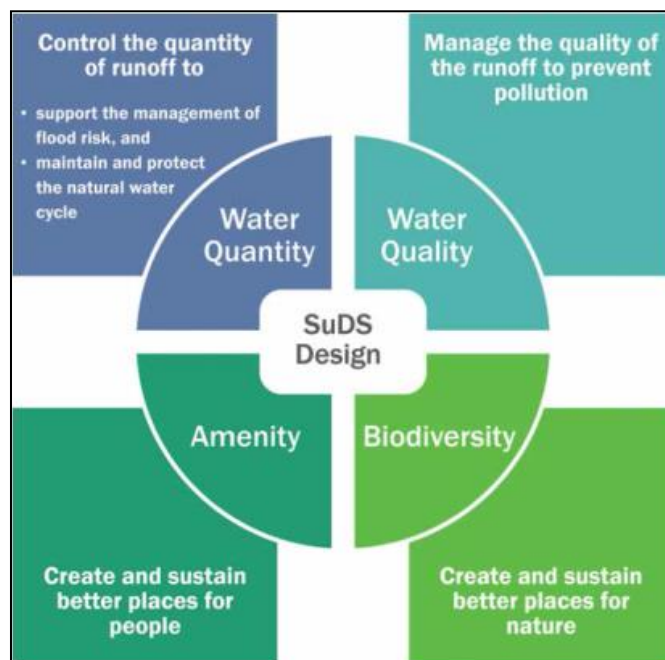 Control the quantity
of runoff to
• support the management of
flood risk, and
• maintain and protect
the natural water
cycle
Manage the quality of
the runoff to prevent
pollution
Water
Quantity
Water
Quality
SuDS
Design
Amenity
Biodiversity
Create and sustain
better places for
people
Create and sustain
better places for
nature